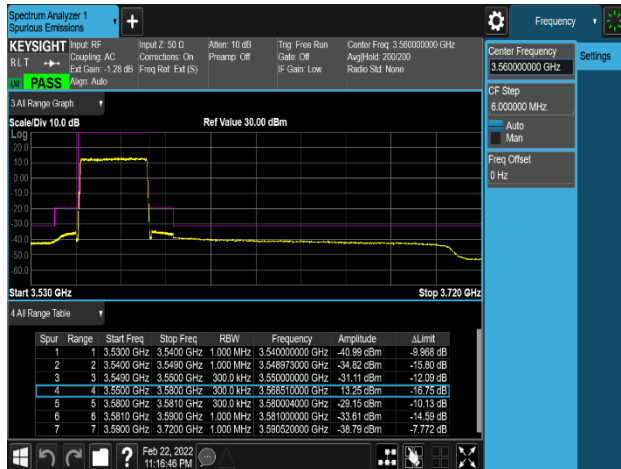 Spectrum Analyzer 1
Spurious Emissions
Frequency
KEYSIGHT Input: RF Input Z: 50 Ω Atten: 10 dB Trig: Free Run Center Freq: 3.560000000 GHz
RLT Coupling: AC Corrections: On Preamp: Off Gate: Off Avg|Hold: 200/200
Ext Gain: -1.28 dB Freq Ref: Ext (S) IF Gain: Low Radio Std: None
PASS Align: Auto
Center Frequency
3.560000000 GHz
Settings
CF Step
6.000000 MHz
Auto
Man
Freq Offset
0 Hz
3 All Range Graph
Scale/Div 10.0 dB Ref Value 30.00 dBm
Log
20.0
10.0
0.00
-10.0
-20.0
-30.0
-40.0
-50.0
-60.0
Start 3.530 GHz Stop 3.720 GHz
4 All Range Table
Spur Range Start Freq Stop Freq RBW Frequency Amplitude ΔLimit
1 1 3.5300 GHz 3.5400 GHz 1.000 MHz 3.540000000 GHz -40.99 dBm -9.968 dB
2 2 3.5400 GHz 3.5490 GHz 1.000 MHz 3.548973000 GHz -34.82 dBm -15.80 dB
3 3 3.5490 GHz 3.5500 GHz 300.0 kHz 3.550000000 GHz -31.11 dBm -12.09 dB
4 4 3.5500 GHz 3.5800 GHz 300.0 kHz 3.568510000 GHz 13.25 dBm -16.75 dB
5 5 3.5800 GHz 3.5810 GHz 300.0 kHz 3.580004000 GHz -29.15 dBm -10.13 dB
6 6 3.5810 GHz 3.5900 GHz 1.000 MHz 3.581000000 GHz -33.61 dBm -14.59 dB
7 7 3.5900 GHz 3.7200 GHz 1.000 MHz 3.590520000 GHz -38.79 dBm -7.772 dB
Feb 22, 2022
11:16:46 PM